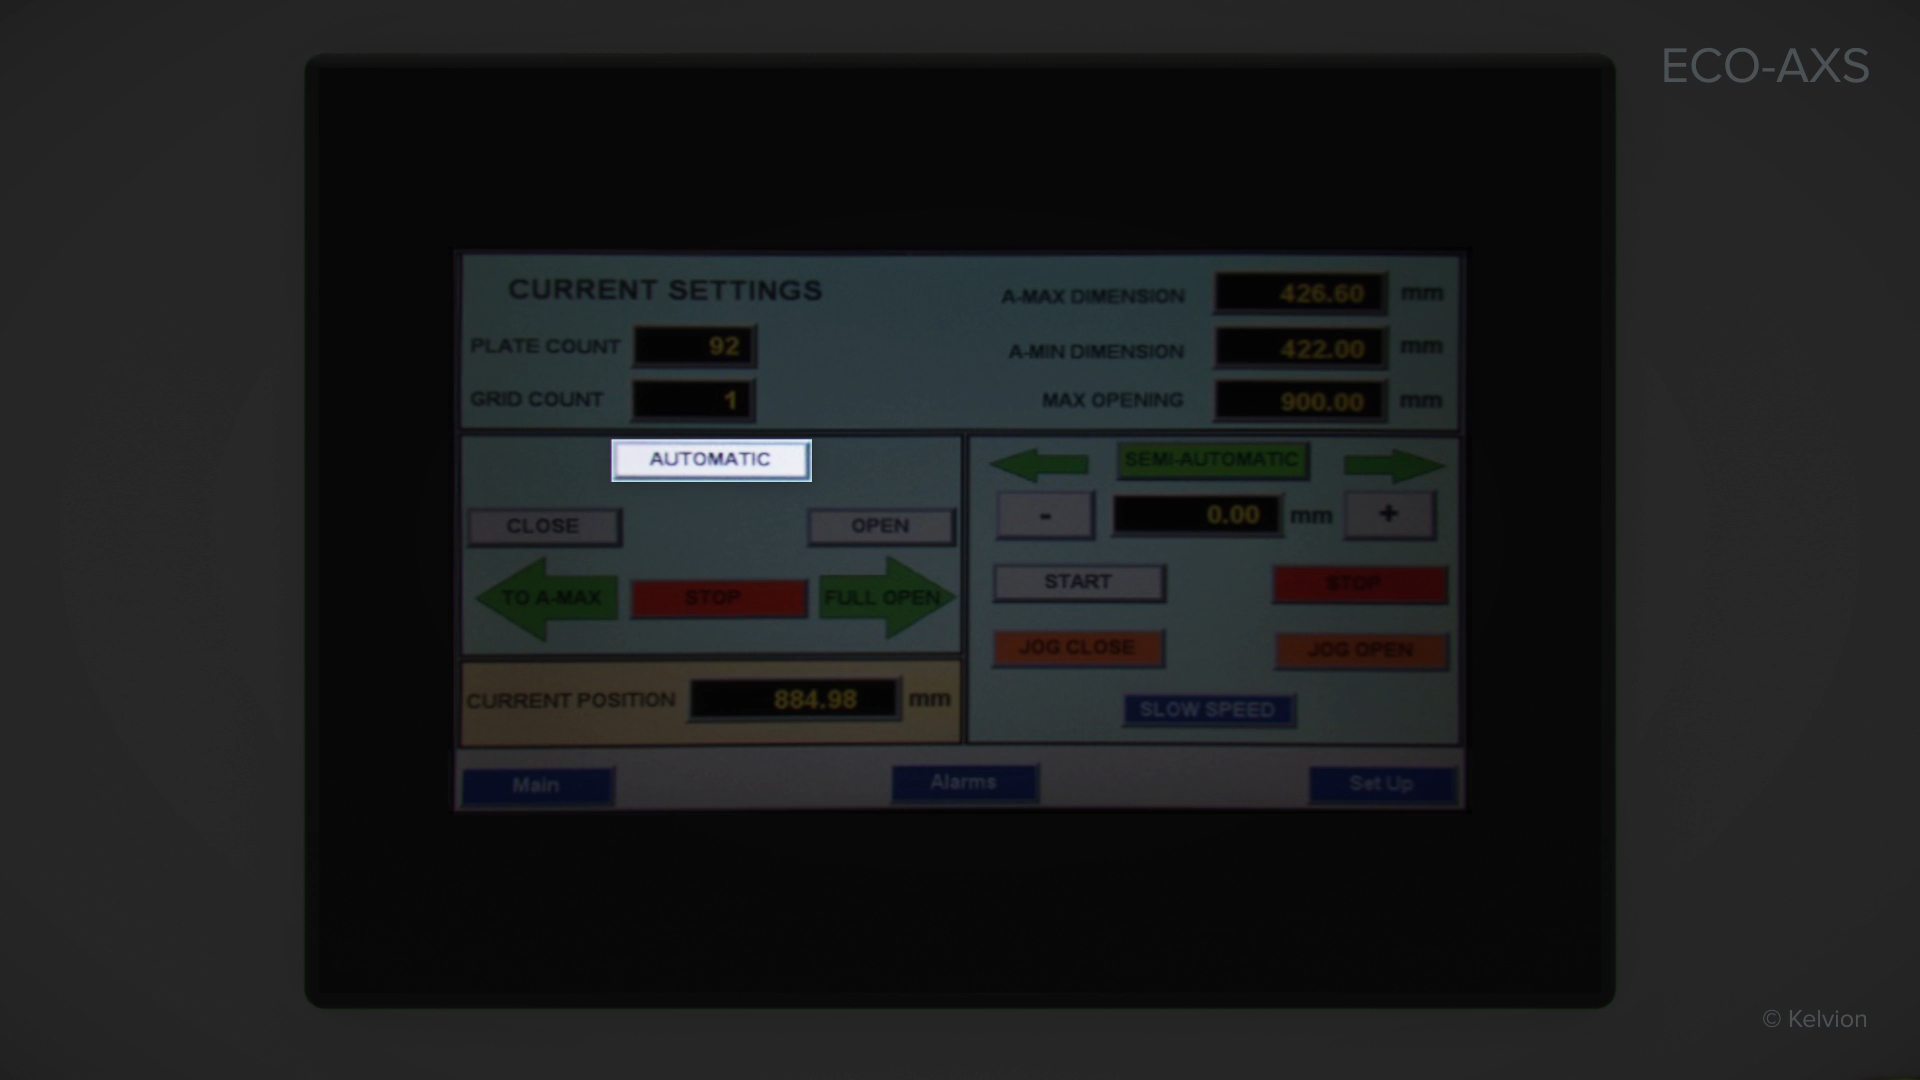 ECO-AXS
CURRENT SETTINGS
PLATE COUNT 92
GRID COUNT 1
A-MAX DIMENSION 426.60 mm
A-MIN DIMENSION 422.00 mm
MAX OPENING 900.00 mm
AUTOMATIC
CLOSE OPEN
TO A-MAX STOP FULL OPEN
CURRENT POSITION 884.98 mm
SEMI-AUTOMATIC
- 0.00 mm +
START STOP
JOG CLOSE JOG OPEN
SLOW SPEED
Main Alarms Set Up
© Kelvion